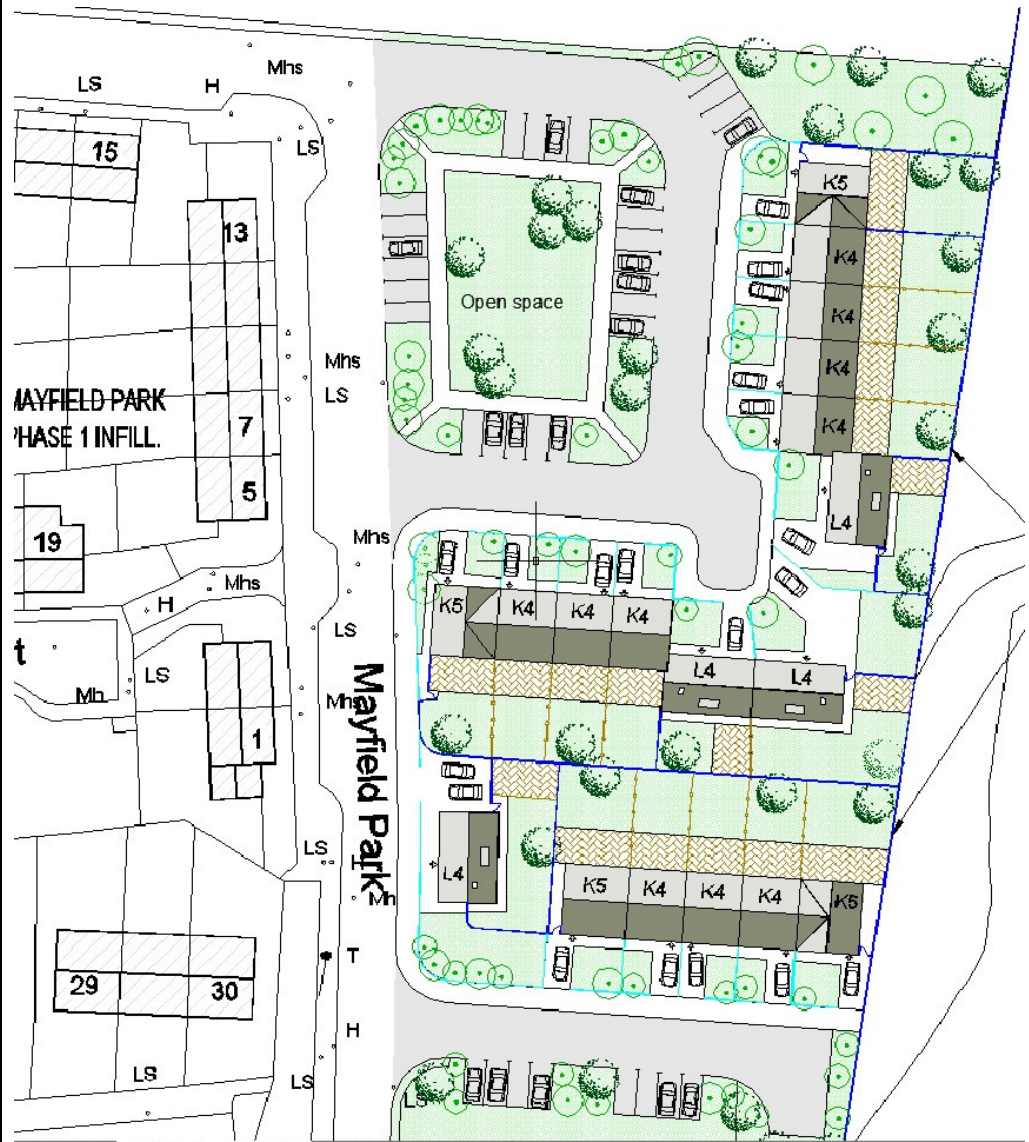 Mhs
LS
H
LS
15
K5
13
K4
Open space
K4
Mhs
LS
K4
MAYFIELD PARK
PHASE 1 INFILL.
7
K4
5
L4
19
Mhs
Mhs
H
K5
K4
K4
K4
LS
t
LS
L4
L4
Mh
Mhs
1
Mayfield Park
LS
L4
K5
K4
K4
K4
K5
Mh
T
29
30
H
LS
LS
LS